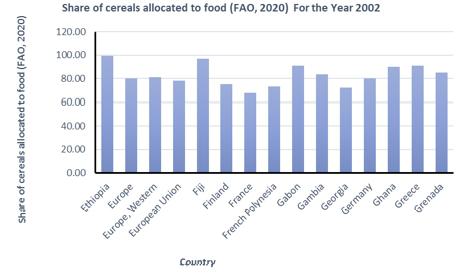 Share of cereals allocated to food (FAO, 2020)  For the Year 2002
Share of cereals allocated to food (FAO, 2020)
120.00
100.00
80.00
60.00
40.00
20.00
0.00
Ethiopia
Europe
Europe, Western
European Union
Fiji
Finland
France
French Polynesia
Gabon
Gambia
Georgia
Germany
Ghana
Greece
Grenada
Country